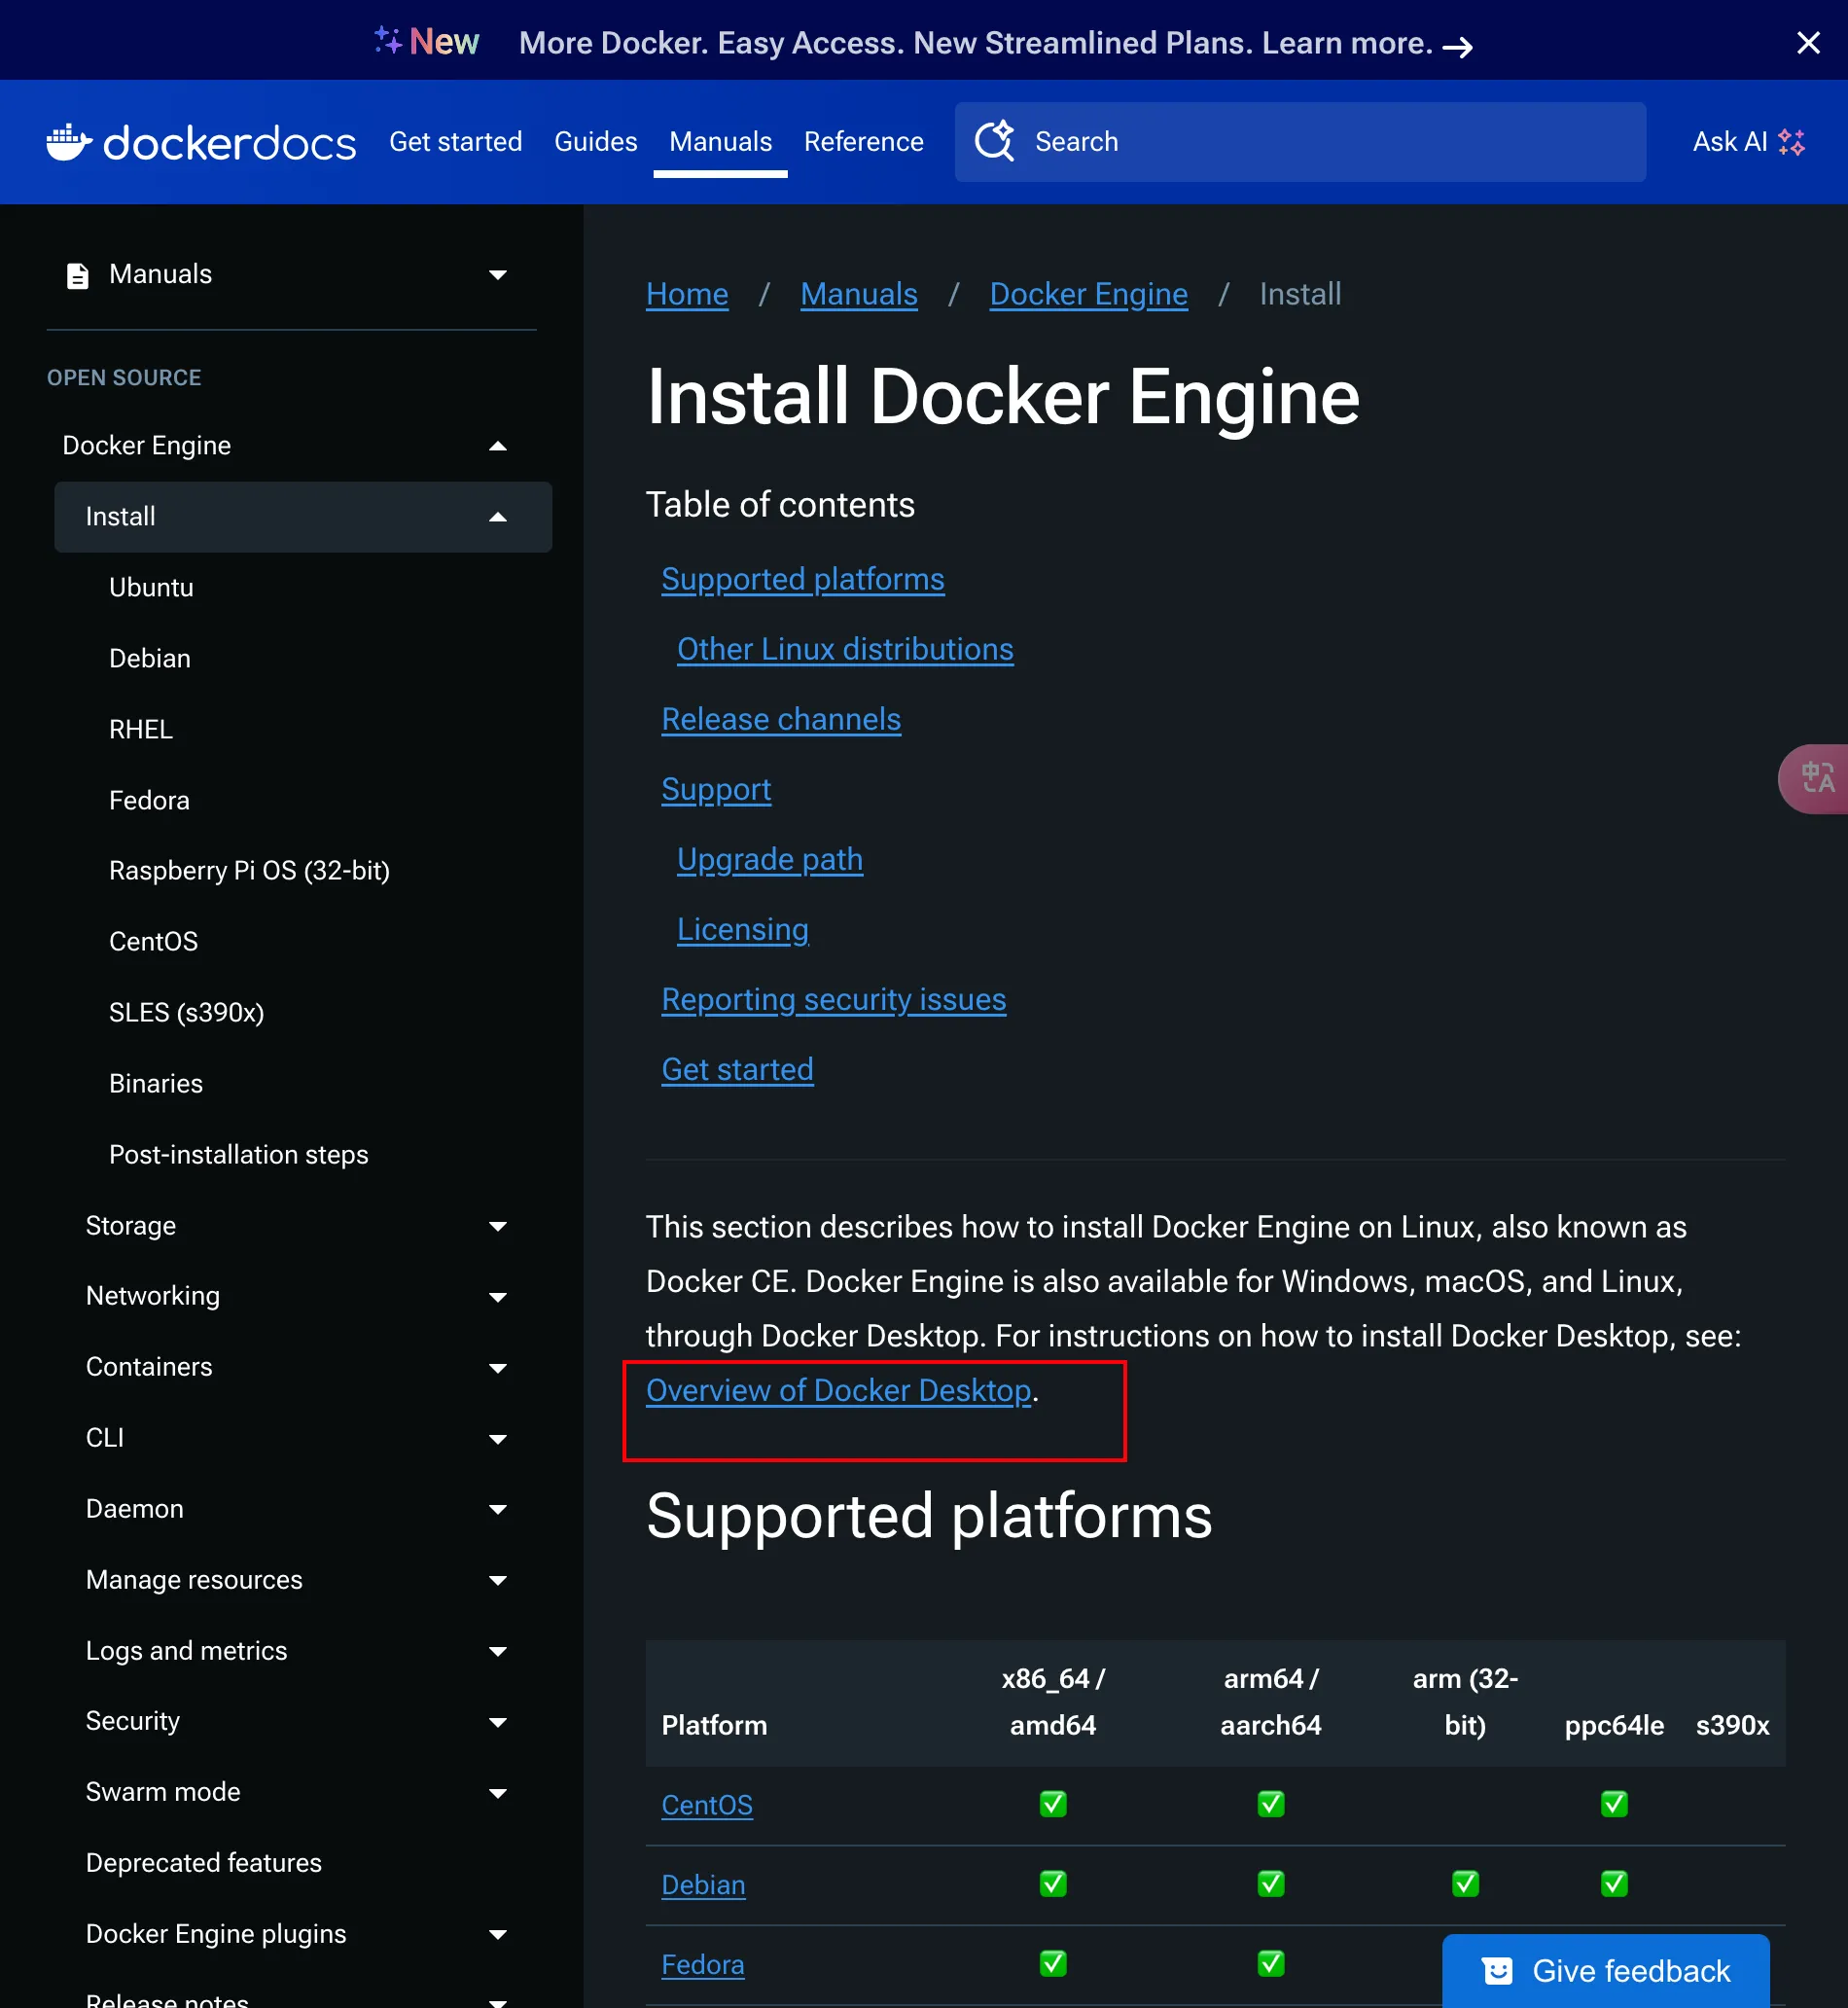 New More Docker. Easy Access. New Streamlined Plans. Learn more. →
dockerdocs Get started Guides Manuals Reference Search Ask AI
Manuals
OPEN SOURCE
Docker Engine
Install
Ubuntu
Debian
RHEL
Fedora
Raspberry Pi OS (32-bit)
CentOS
SLES (s390x)
Binaries
Post-installation steps
Storage
Networking
Containers
CLI
Daemon
Manage resources
Logs and metrics
Security
Swarm mode
Deprecated features
Docker Engine plugins
Release notes
Home / Manuals / Docker Engine / Install
Install Docker Engine
Table of contents
Supported platforms
Other Linux distributions
Release channels
Support
Upgrade path
Licensing
Reporting security issues
Get started
中A
This section describes how to install Docker Engine on Linux, also known as
Docker CE. Docker Engine is also available for Windows, macOS, and Linux,
through Docker Desktop. For instructions on how to install Docker Desktop, see:
Overview of Docker Desktop.
Supported platforms
Platform x86_64 / amd64 arm64 / aarch64 arm (32-bit) ppc64le s390x
CentOS ✅ ✅ ✅
Debian ✅ ✅ ✅ ✅
Fedora ✅ ✅
Give feedback